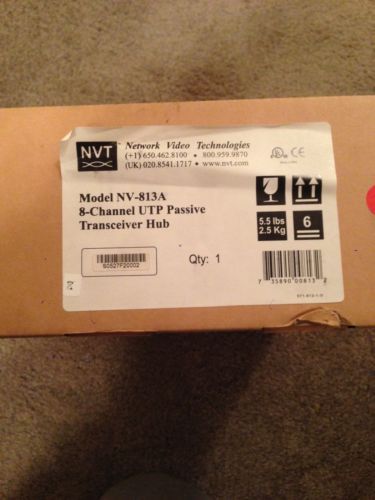 NVT
Network Video Technologies
(+1) 650.462.8100 • 800.959.9870
(UK) 020.8541.1717 • www.nvt.com
Model NV-813A
8-Channel UTP Passive
Transceiver Hub
5.5 lbs
2.5 Kg
6
S0527F20002
Qty: 1
7 35890 00813 2